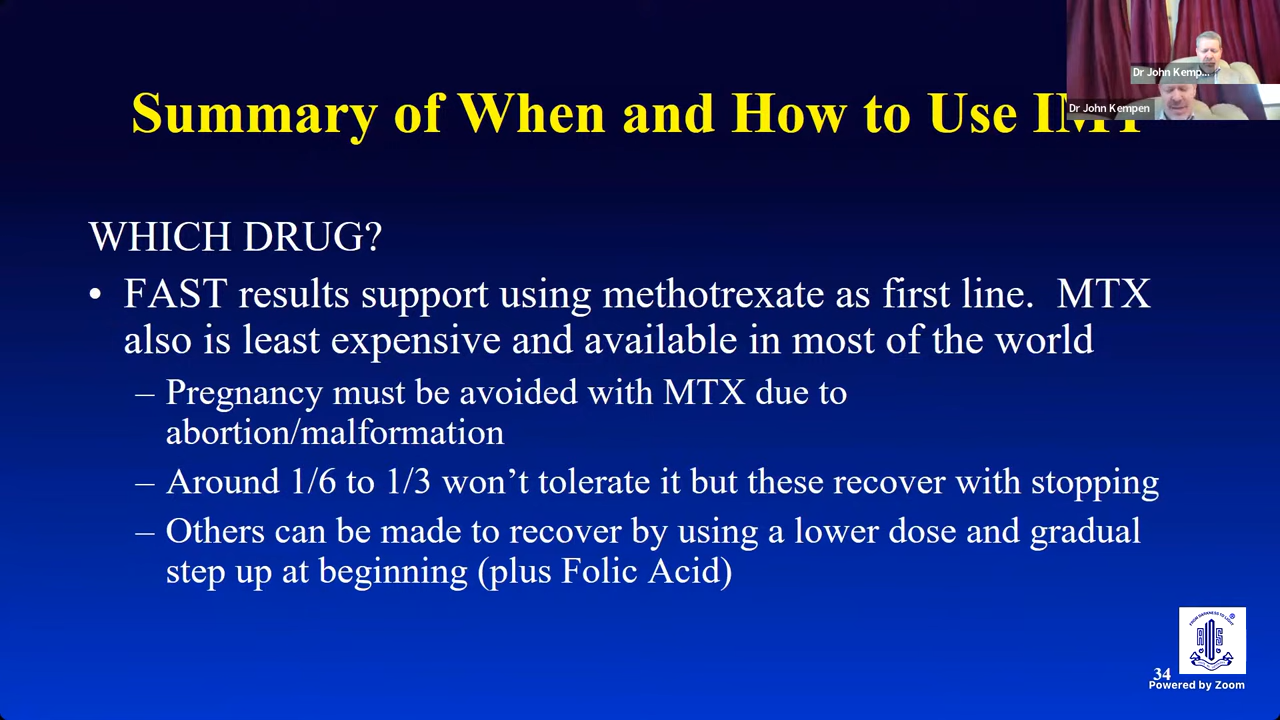 Dr John Kemp...
Dr John Kempen
Summary of When and How to Use IMT
WHICH DRUG?
• FAST results support using methotrexate as first line. MTX
also is least expensive and available in most of the world
– Pregnancy must be avoided with MTX due to
abortion/malformation
– Around 1/6 to 1/3 won’t tolerate it but these recover with stopping
– Others can be made to recover by using a lower dose and gradual
step up at beginning (plus Folic Acid)
34
Powered by Zoom